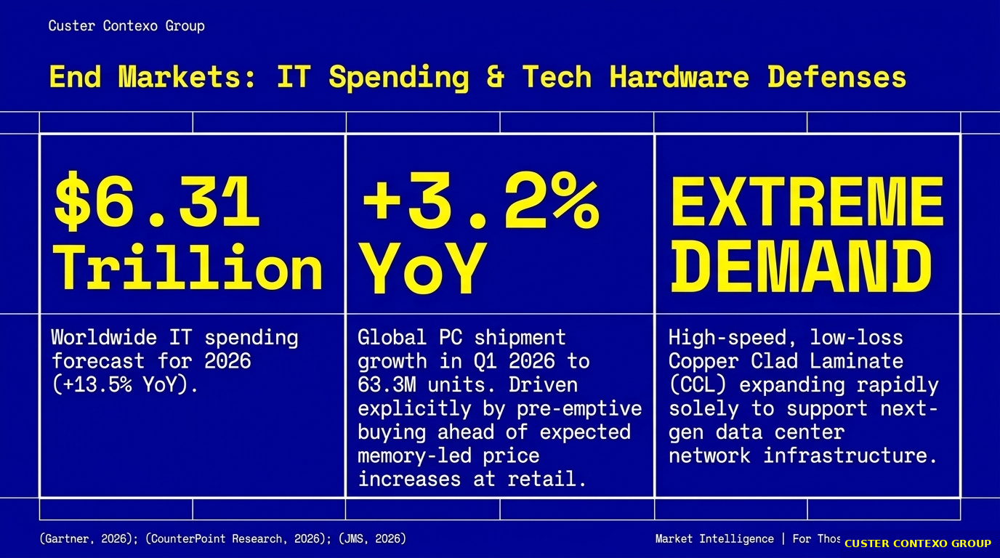 Custer Contexo Group
End Markets: IT Spending & Tech Hardware Defenses
$6.31
Trillion
Worldwide IT spending
forecast for 2026
(+13.5% YoY).
+3.2%
YoY
Global PC shipment
growth in Q1 2026 to
63.3M units. Driven
explicitly by pre-emptive
buying ahead of expected
memory-led price
increases at retail.
EXTREME
DEMAND
High-speed, low-loss
Copper Clad Laminate
(CCL) expanding rapidly
solely to support next-
gen data center
network infrastructure.
(Gartner, 2026); (CounterPoint Research, 2026); (JMS, 2026)
Market Intelligence | For
CUSTER CONTEXO GROUP